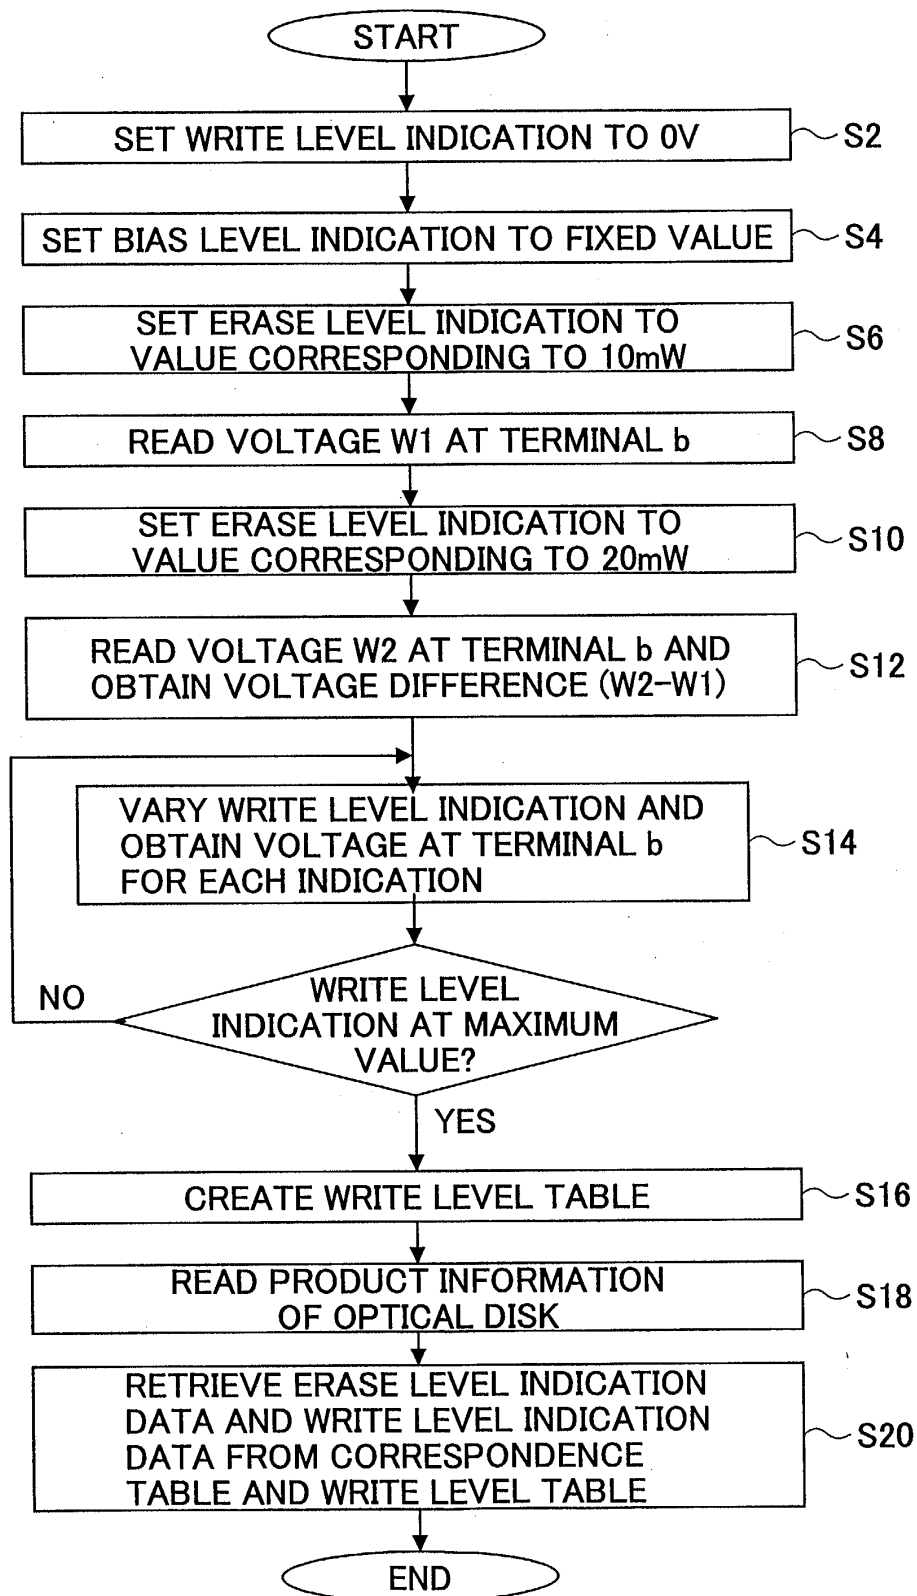 START
SET WRITE LEVEL INDICATION TO 0V
S2
SET BIAS LEVEL INDICATION TO FIXED VALUE
S4
SET ERASE LEVEL INDICATION TO
VALUE CORRESPONDING TO 10mW
S6
READ VOLTAGE W1 AT TERMINAL b
S8
SET ERASE LEVEL INDICATION TO
VALUE CORRESPONDING TO 20mW
S10
READ VOLTAGE W2 AT TERMINAL b AND
OBTAIN VOLTAGE DIFFERENCE (W2-W1)
S12
VARY WRITE LEVEL INDICATION AND
OBTAIN VOLTAGE AT TERMINAL b
FOR EACH INDICATION
S14
WRITE LEVEL
INDICATION AT MAXIMUM
VALUE?
NO
YES
CREATE WRITE LEVEL TABLE
S16
READ PRODUCT INFORMATION
OF OPTICAL DISK
S18
RETRIEVE ERASE LEVEL INDICATION
DATA AND WRITE LEVEL INDICATION
DATA FROM CORRESPONDENCE
TABLE AND WRITE LEVEL TABLE
S20
END